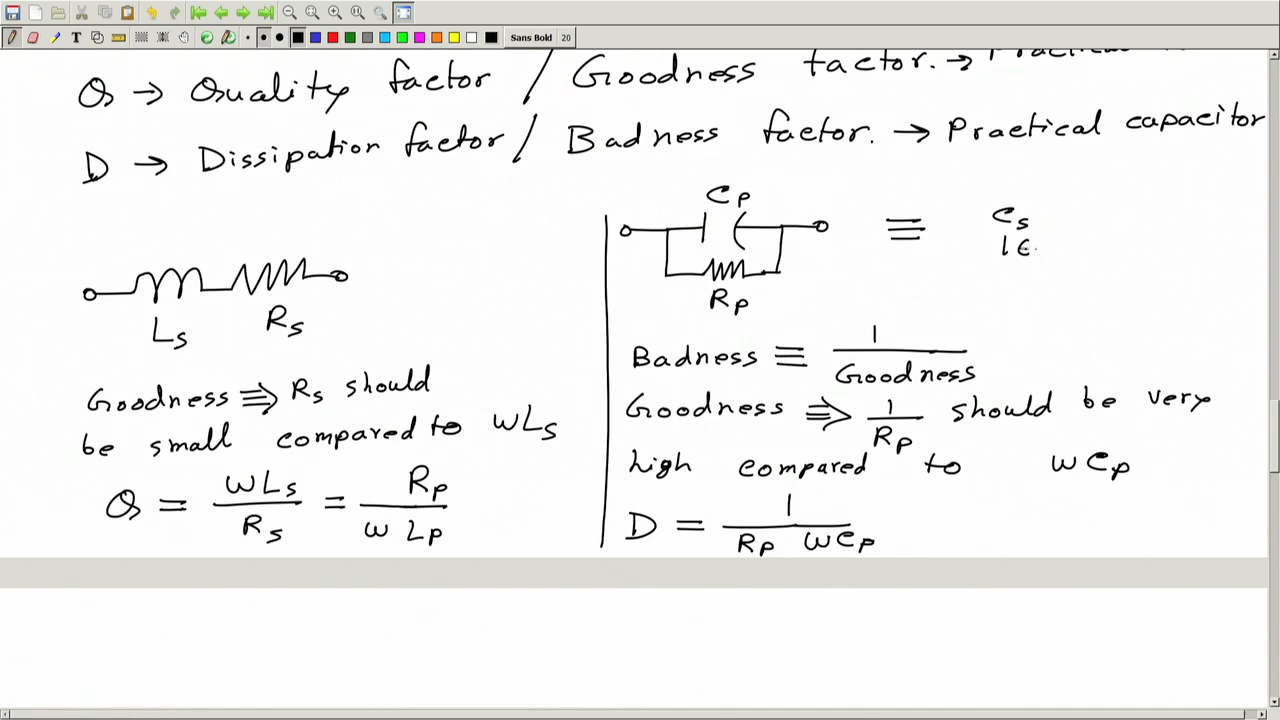 Sans Bold 20
Q → Quality factor / Goodness factor. →
D → Dissipation factor / Badness factor. → Practical capacitor
Ls Rs
Goodness ⇛ Rs should
be small compared to ωLs
Q = ωLs / Rs = Rp / ω Lp
Cp
Rp
≡ Cs
Badness ≡ 1 / Goodness
Goodness ⇛ 1 / Rp should be very
high compared to ωCp
D = 1 / Rp ωCp